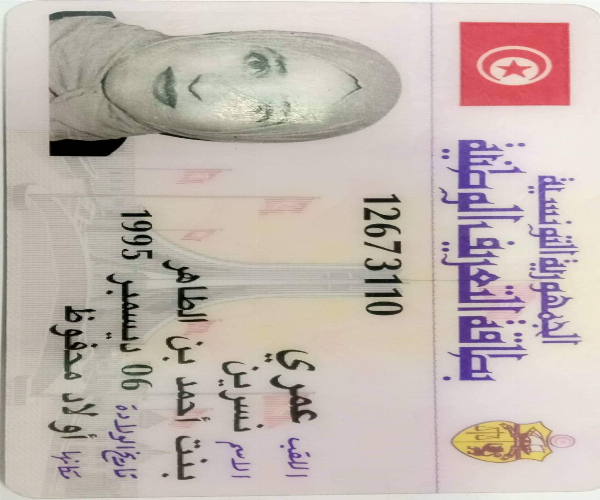 الجمهورية التونسية
بطاقة التعريف الوطنية
12673110
اللقب عمري
الاسم نسرين
بنت أحمد بن الطاهر
تاريخ الولادة 06 ديسمبر 1995
مكانها أولاد محفوظ